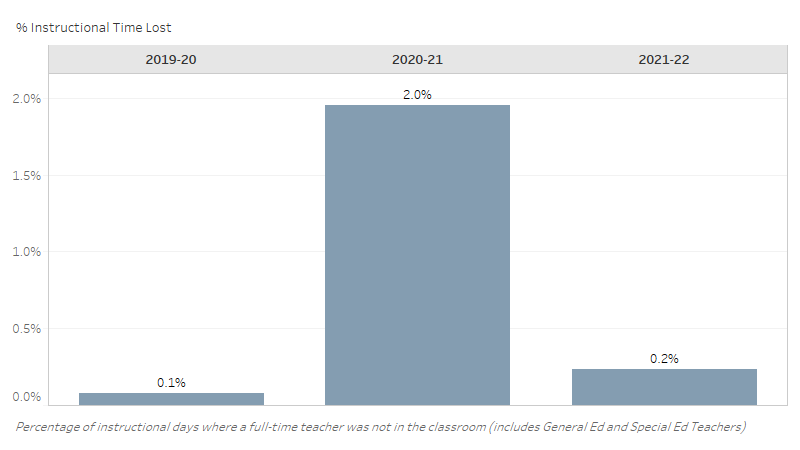 % Instructional Time Lost
2019-20 2020-21 2021-22
2.0%
2.0%
1.5%
1.0%
0.5%
0.2%
0.1%
0.0%
Percentage of instructional days where a full-time teacher was not in the classroom (includes General Ed and Special Ed Teachers)